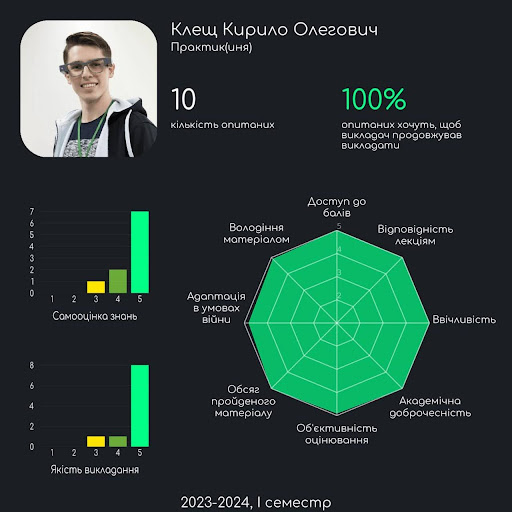 Клещ Кирило Олегович
Практик(иня)
10
кількість опитаних
100%
опитаних хочуть, щоб
викладач продовжував
викладати
7
6
5
4
3
2
1
0
1 2 3 4 5
Самооцінка знань
8
6
4
2
0
1 2 3 4 5
Якість викладання
Доступ до
балів
Відповідність
лекціям
Ввічливість
Академічна
доброчесність
Об'єктивність
оцінювання
Обсяг
пройденого
матеріалу
Адаптація
в умовах
війни
Володіння
матеріалом
5
4
3
2
2023-2024, І семестр